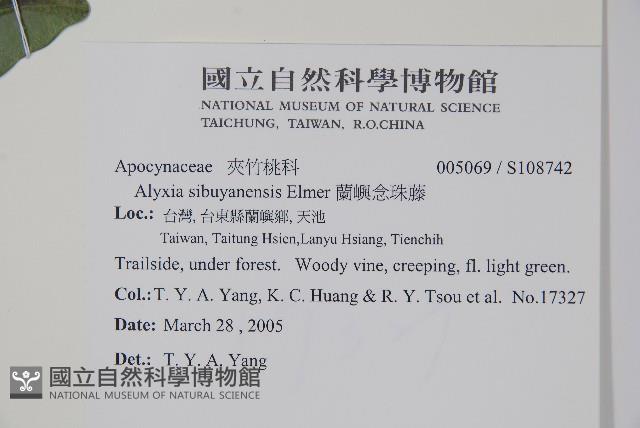 國立自然科學博物館
NATIONAL MUSEUM OF NATURAL SCIENCE
TAICHUNG, TAIWAN, R.O.CHINA
Apocynaceae 夾竹桃科 005069 / S108742
Alyxia sibuyanensis Elmer 蘭嶼念珠藤
Loc.: 台灣, 台東縣蘭嶼鄉, 天池
Taiwan, Taitung Hsien,Lanyu Hsiang, Tienchih
Trailside, under forest. Woody vine, creeping, fl. light green.
Col.: T. Y. A. Yang, K. C. Huang & R. Y. Tsou et al. No.17327
Date: March 28 , 2005
Det.: T. Y. A. Yang
國立自然科學博物館
NATIONAL MUSEUM OF NATURAL SCIENCE